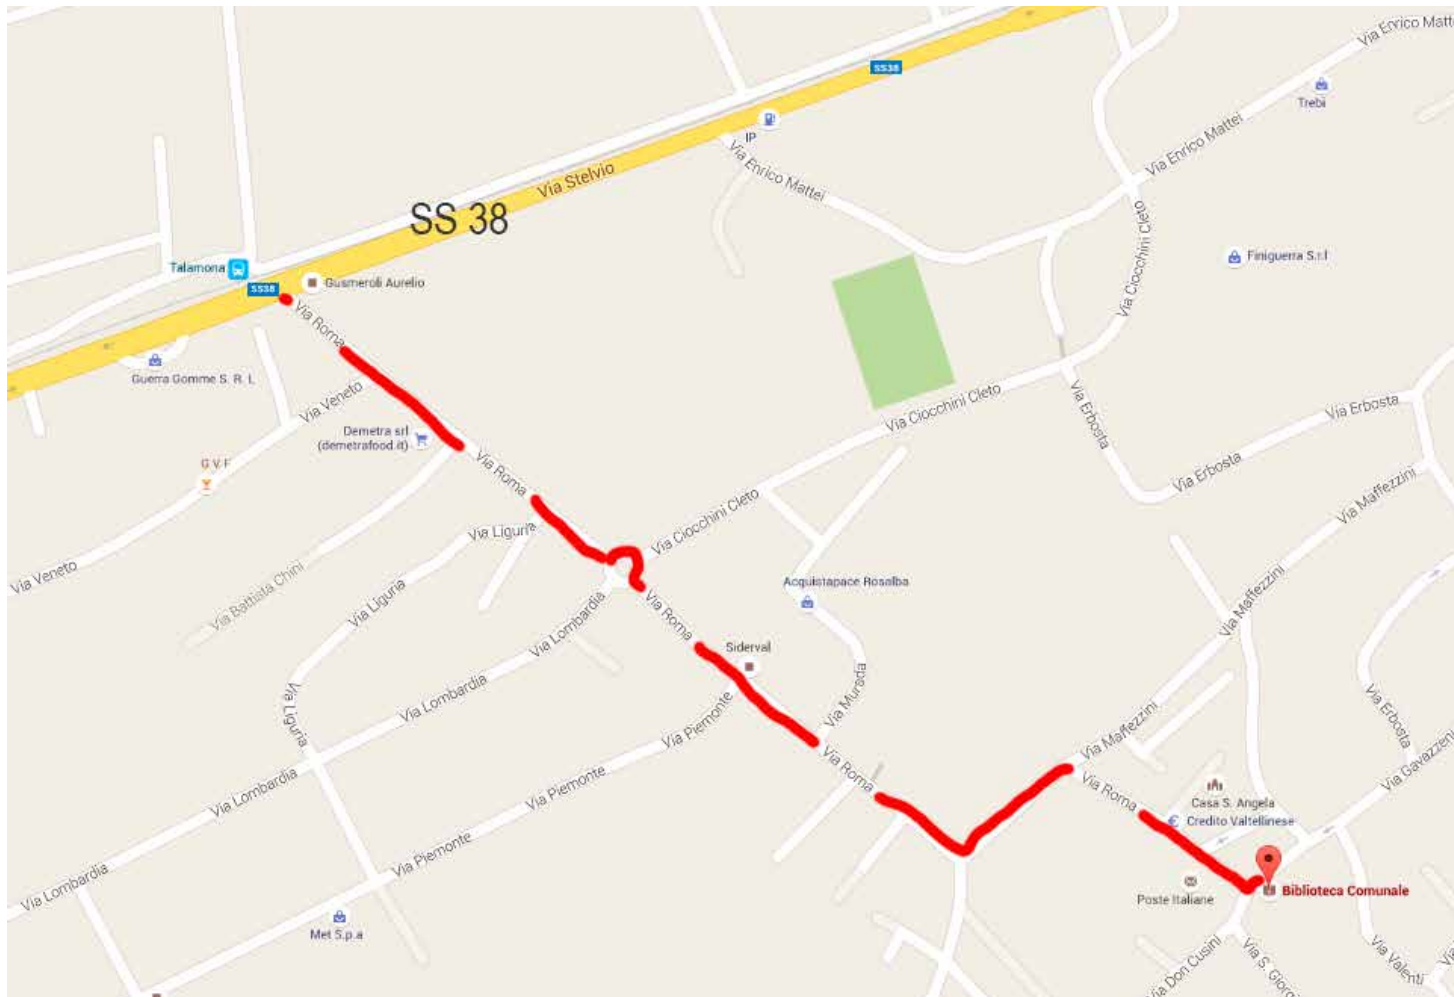 Via Enrico Matt
SS38
Trebi
IP
Via Enrico Mattei
Via Enrico Mattei
Via Stelvio
SS 38
Via Ciocchini Cleto
Talamona
Finiguerra S.r.l
SS38
Gusmeroli Aurelio
Via Roma
Guerra Gomme S. R. L
Via Veneto
Via Ciocchini Cleto
Via Erbosta
Via Erbosta
Demetra srl
(demetrafood.it)
G.V.F
Via Roma
Via Erbosta
Via Maffezzini
Via Liguria
Via Ciocchini Cleto
Via Veneto
Via Battista Chini
Via Liguria
Acquistapace Rosalba
Via Maffezzini
Via Lombardia
Via Roma
Siderval
Via Liguria
Via Lombardia
Via Mursda
Via Erbosta
Via Piemonte
Via Maffezzini
Via Gavazzeni
Via Roma
Via Roma
Via Lombardia
Via Piemonte
Casa S. Angela
Credito Valtellinese
Via Piemonte
Via Lombardia
Poste Italiane
Biblioteca Comunale
Met S.p.a
Via Don Cusini
Via S. Giorg
Via Valenti
Via